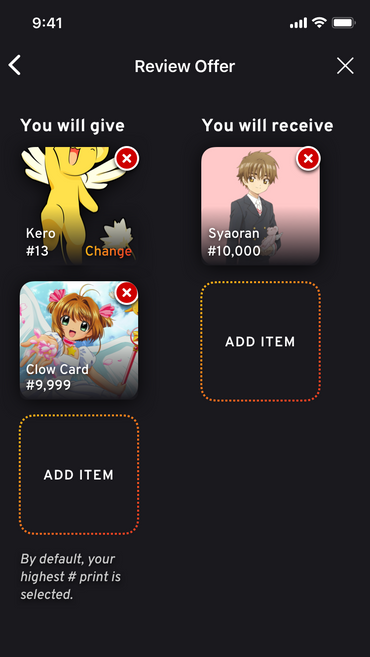 9:41
Review Offer
You will give
You will receive
Kero
#13
Change
Syaoran
#10,000
Clow Card
#9,999
ADD ITEM
ADD ITEM
By default, your
highest # print is
selected.